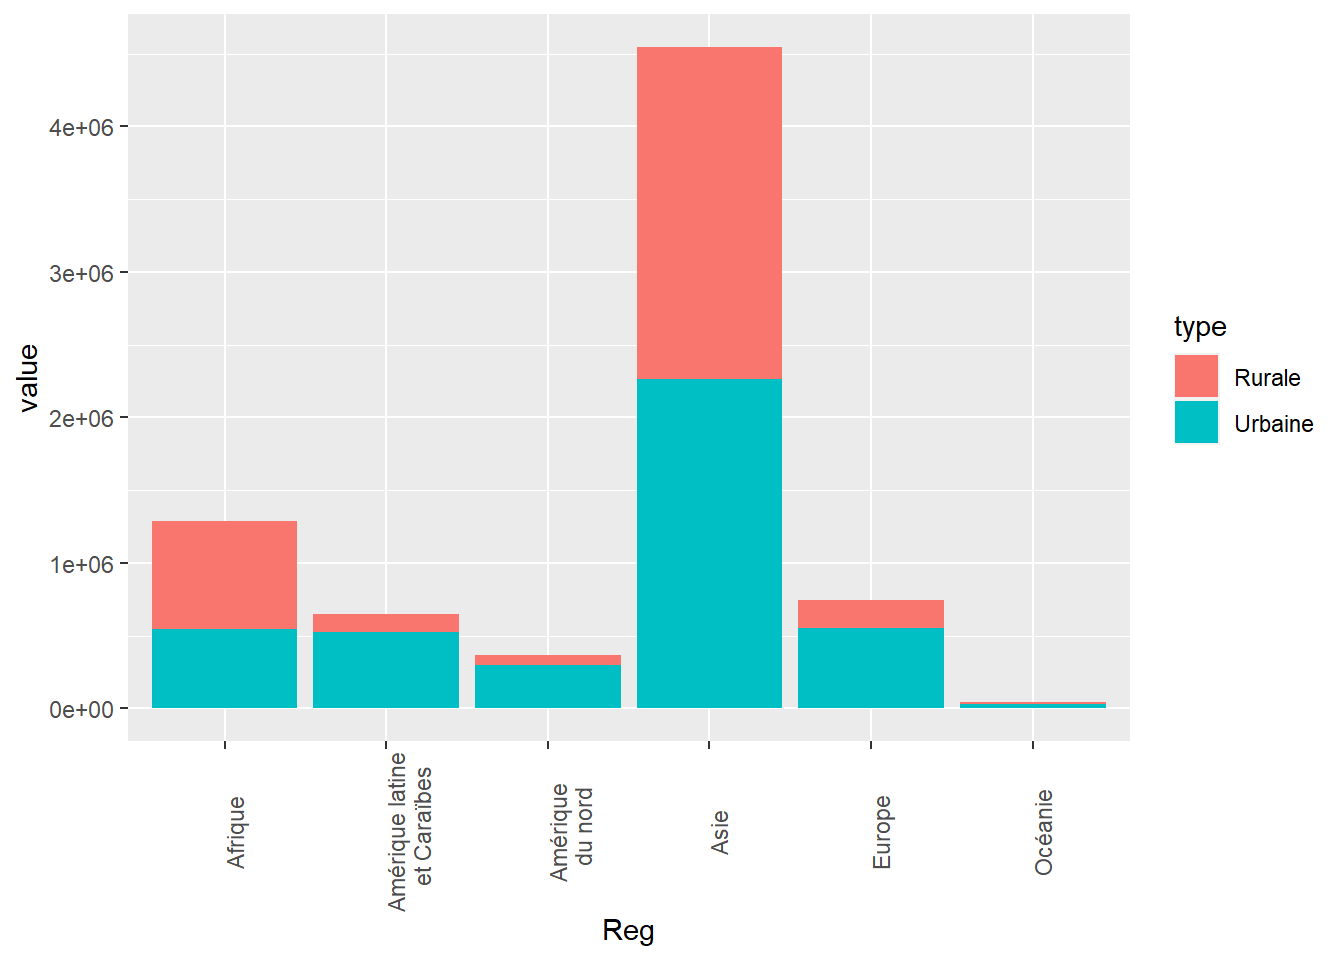 4e+06
3e+06
2e+06
1e+06
0e+00
value
Afrique
Amérique latine
et Caraïbes
Amérique
du nord
Asie
Europe
Océanie
Reg
type
Rurale
Urbaine